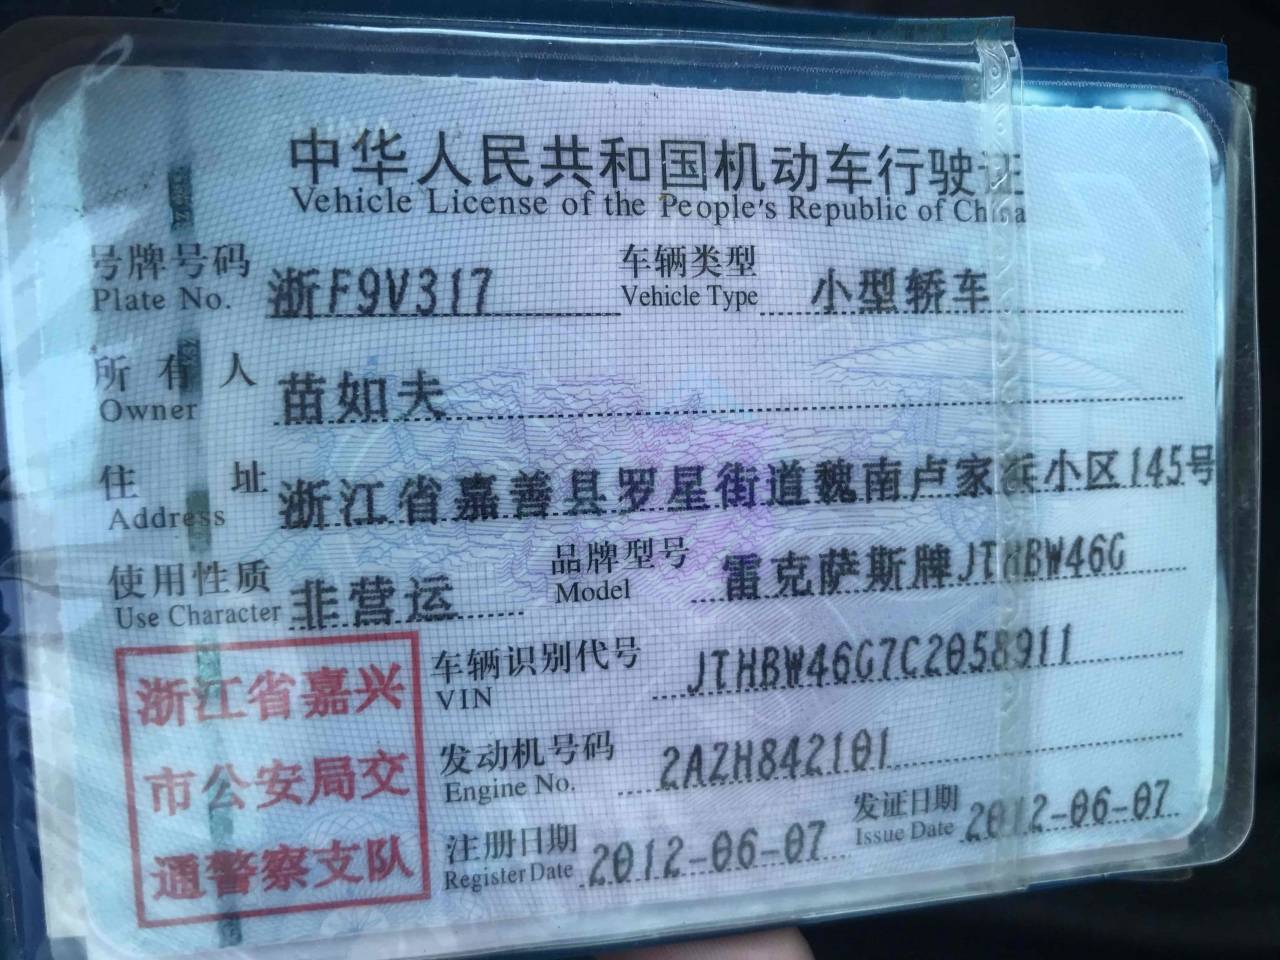 中华人民共和国机动车行驶证
Vehicle License of the People's Republic of China
号牌号码 浙F9V317 车辆类型 小型轿车
Plate No. Vehicle Type
所有人 苗如夫
Owner
住址 浙江省嘉善县罗星街道魏南卢家浜小区145号
Address
使用性质 非营运 品牌型号 雷克萨斯牌JTHBW46G
Use Character Model
浙江省嘉兴
市公安局交
通警察支队
车辆识别代号 JTHBW46G7C2058911
VIN
发动机号码 2AZH842101
Engine No.
注册日期 2012-06-07 发证日期 2012-06-07
Register Date Issue Date